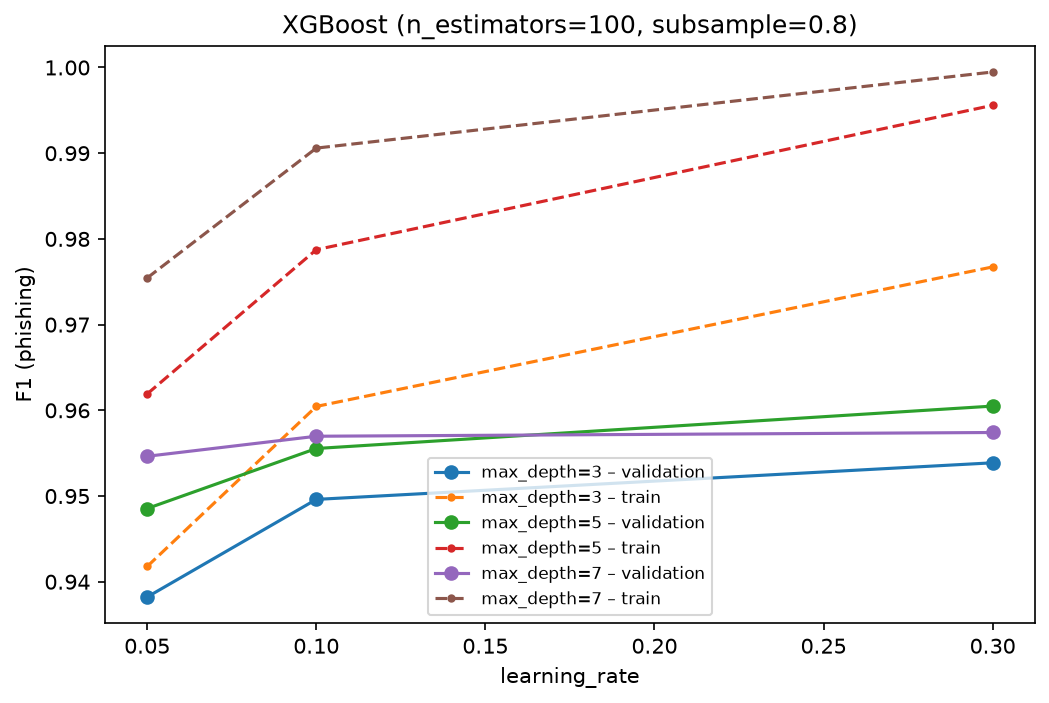 XGBoost (n_estimators=100, subsample=0.8)
1.00
0.99
0.98
0.97
0.96
0.95
0.94
F1 (phishing)
max_depth=3 – validation
max_depth=3 – train
max_depth=5 – validation
max_depth=5 – train
max_depth=7 – validation
max_depth=7 – train
0.05 0.10 0.15 0.20 0.25 0.30
learning_rate